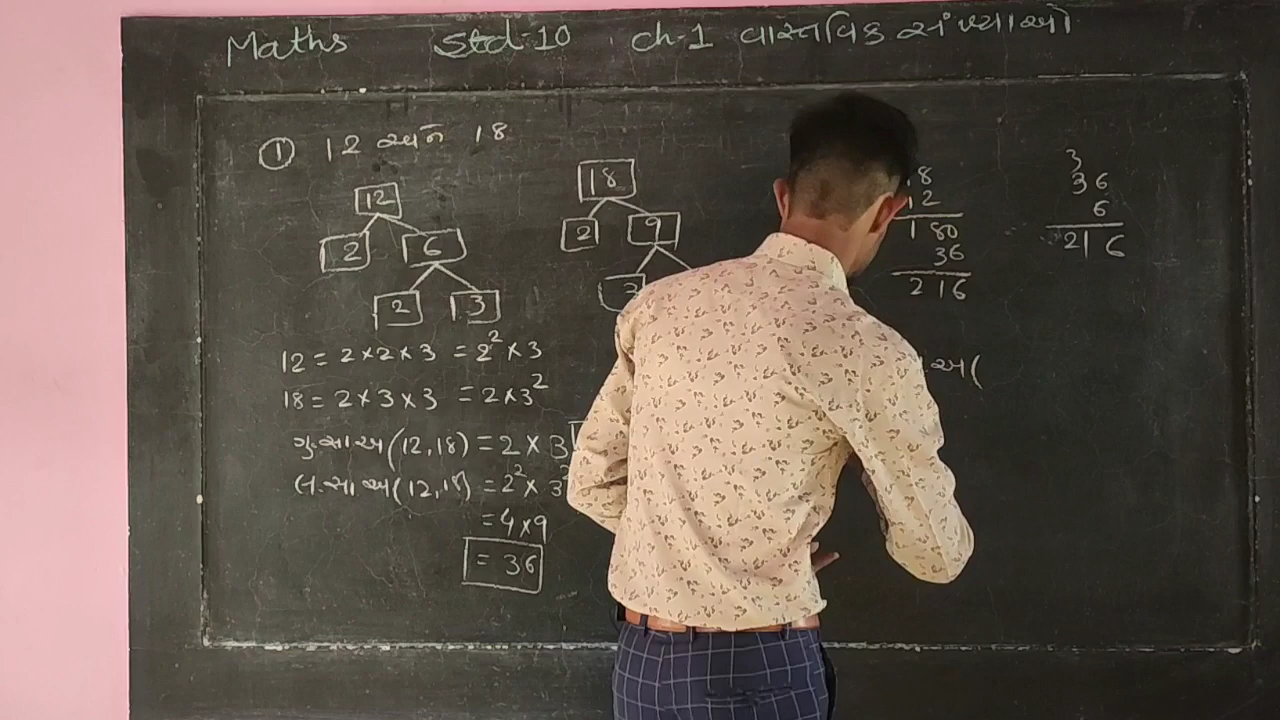 Maths Std-10 ch-1 વાસ્તવિક સંખ્યાઓ
① 12 અને 18
12
2 6
2 3
18
2 9
12 = 2 × 2 × 3 = 2² × 3
18 = 2 × 3 × 3 = 2 × 3²
ગુ.સા.અ (12, 18) = 2 × 3
લ.સા.અ (12, 18) = 2² × 3²
= 4 × 9
= 36
18
12
180
36
216
3
36
6
216
અ (